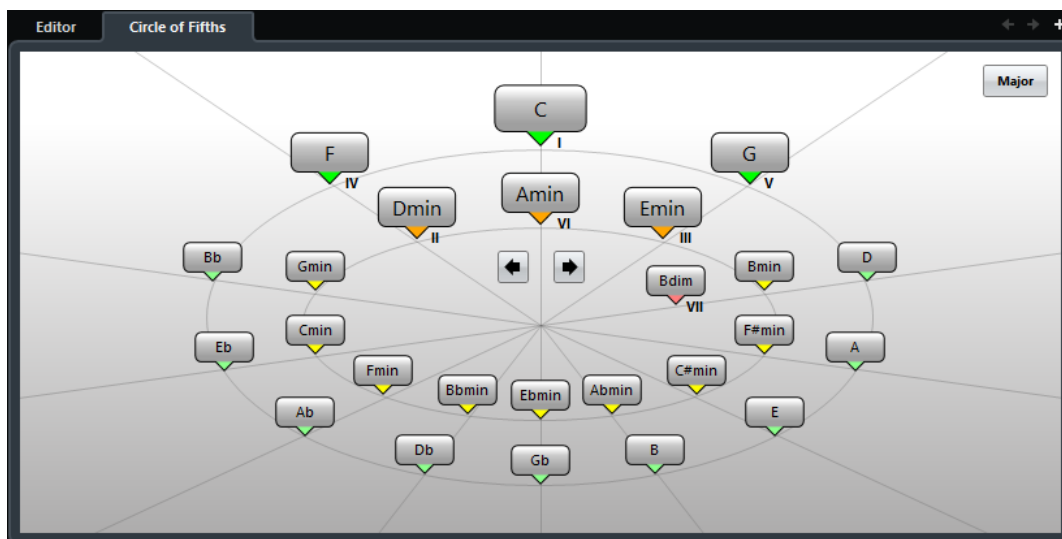 Editor
Circle of Fifths
Major
C
I
F
IV
G
V
Amin
VI
Dmin
II
Emin
III
Bb
Gmin
Bdim
VII
Bmin
D
Eb
Cmin
F#min
A
Fmin
C#min
Bbmin
Ebmin
Abmin
Ab
E
Db
Gb
B